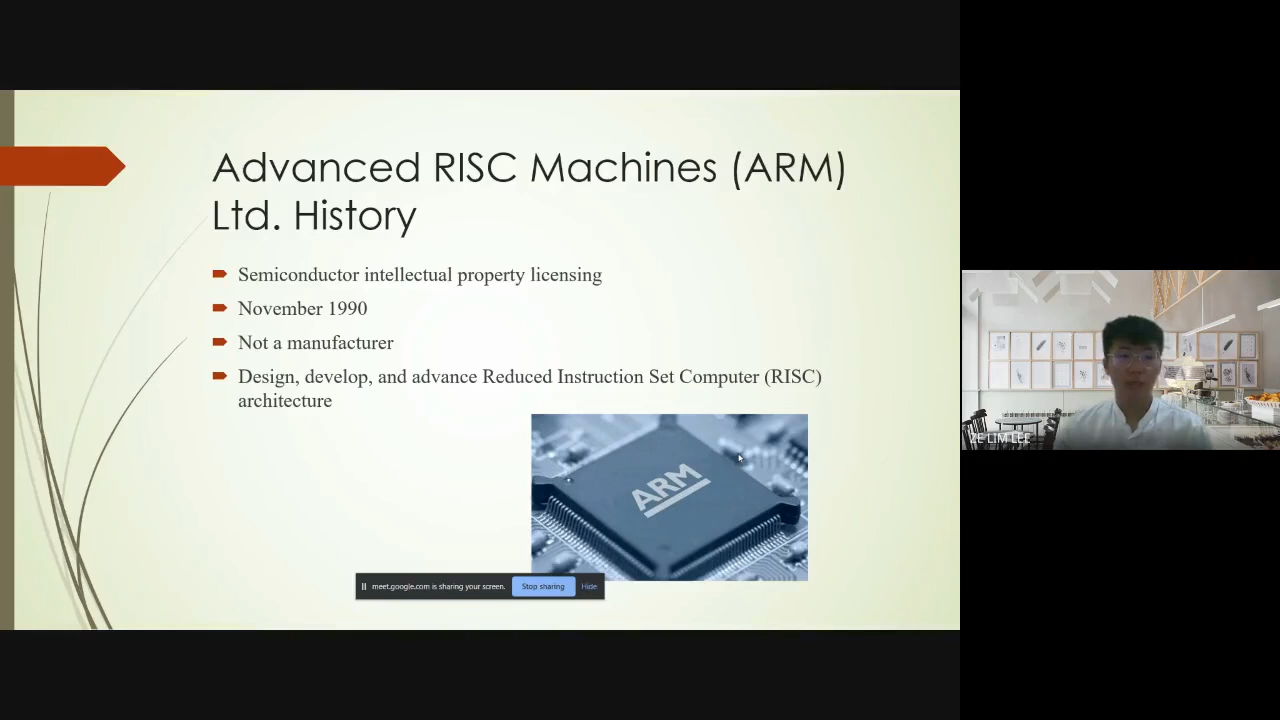 Advanced RISC Machines (ARM)
Ltd. History
Semiconductor intellectual property licensing
November 1990
Not a manufacturer
Design, develop, and advance Reduced Instruction Set Computer (RISC)
architecture
ARM
meet.google.com is sharing your screen. Stop sharing Hide
ZE LIM LEE